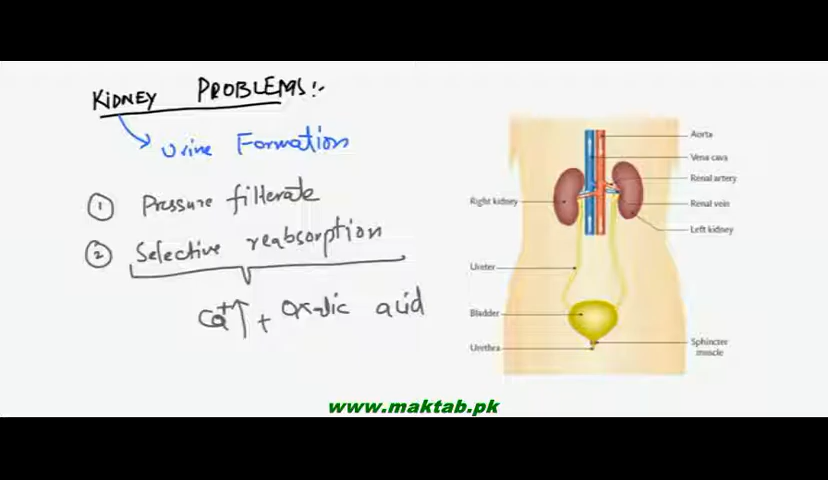 KIDNEY PROBLEMS:-
Urine Formation
1 Pressure filterate
2 Selective reabsorption
Ca++↑ + Oxalic acid
Aorta
Vena cava
Renal artery
Right kidney
Renal vein
Left kidney
Ureter
Bladder
Urethra
Sphincter
muscle
www.maktab.pk